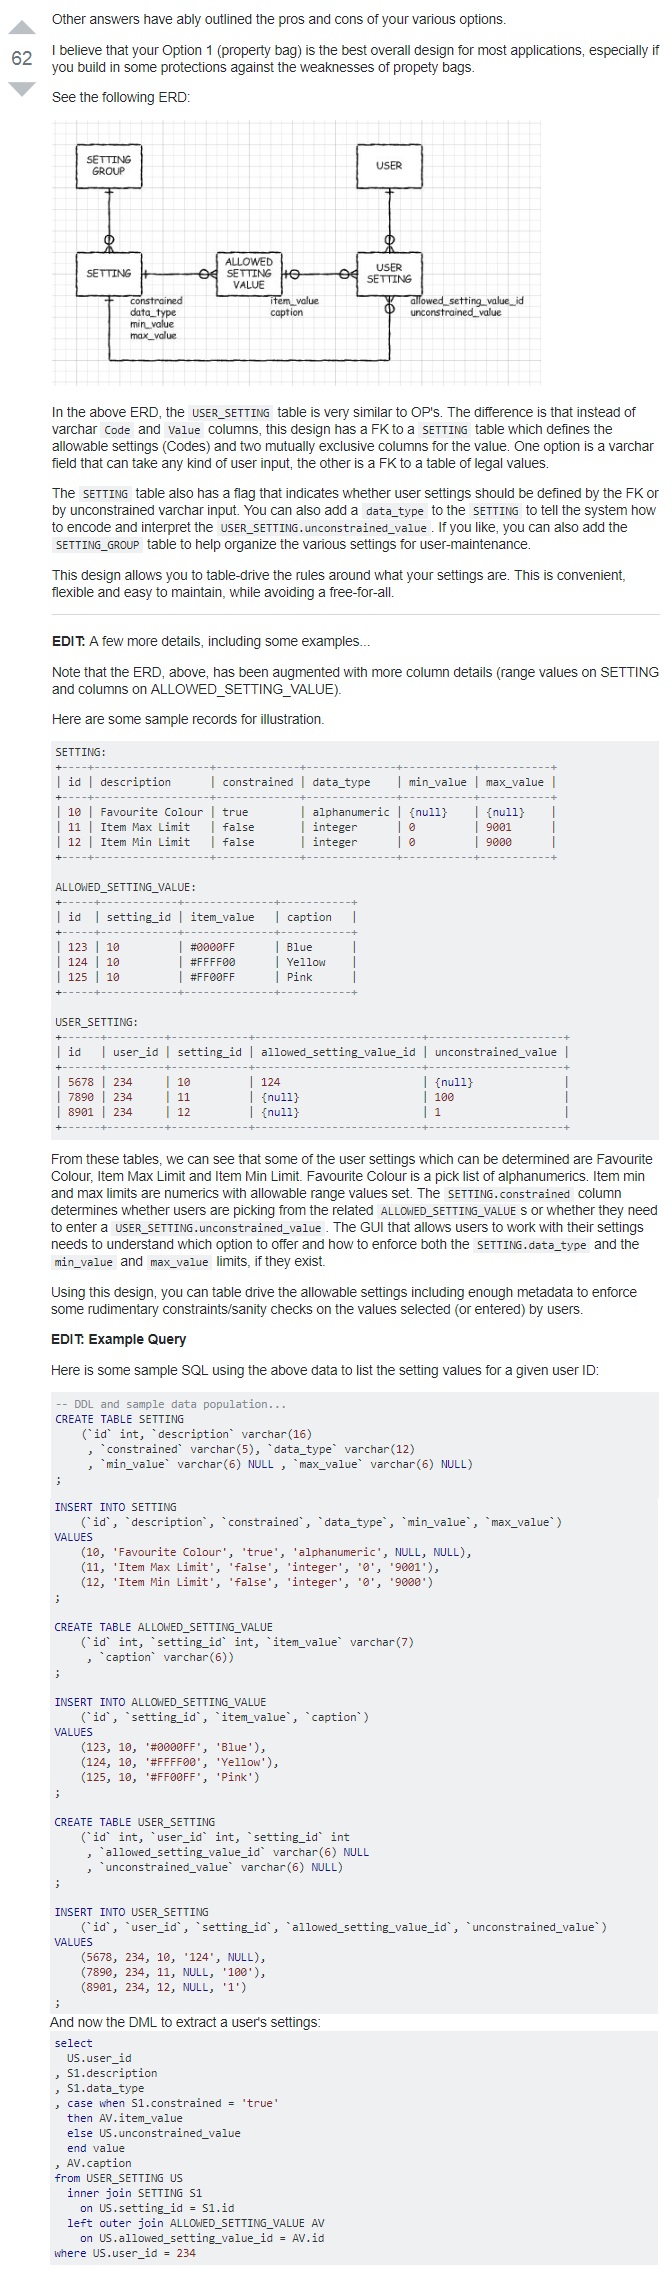 Other answers have ably outlined the pros and cons of your various options.
62
I believe that your Option 1 (property bag) is the best overall design for most applications, especially if
you build in some protections against the weaknesses of propety bags.
See the following ERD:
SETTING
GROUP
USER
SETTING
ALLOWED
SETTING
VALUE
USER
SETTING
constrained
data_type
min_value
max_value
item_value
caption
allowed_setting_value_id
unconstrained_value
In the above ERD, the USER_SETTING table is very similar to OP's. The difference is that instead of
varchar Code and Value columns, this design has a FK to a SETTING table which defines the
allowable settings (Codes) and two mutually exclusive columns for the value. One option is a varchar
field that can take any kind of user input, the other is a FK to a table of legal values.
The SETTING table also has a flag that indicates whether user settings should be defined by the FK or
by unconstrained varchar input. You can also add a data_type to the SETTING to tell the system how
to encode and interpret the USER_SETTING.unconstrained_value . If you like, you can also add the
SETTING_GROUP table to help organize the various settings for user-maintenance.
This design allows you to table-drive the rules around what your settings are. This is convenient,
flexible and easy to maintain, while avoiding a free-for-all.
EDIT: A few more details, including some examples...
Note that the ERD, above, has been augmented with more column details (range values on SETTING
and columns on ALLOWED_SETTING_VALUE).
Here are some sample records for illustration.
SETTING:
+----+------------------+-------------+--------------+-----------+-----------+
| id | description      | constrained | data_type    | min_value | max_value |
+----+------------------+-------------+--------------+-----------+-----------+
| 10 | Favourite Colour | true        | alphanumeric | {null}    | {null}    |
| 11 | Item Max Limit   | false       | integer      | 0         | 9001      |
| 12 | Item Min Limit   | false       | integer      | 0         | 9000      |
+----+------------------+-------------+--------------+-----------+-----------+
ALLOWED_SETTING_VALUE:
+-----+------------+--------------+-----------+
| id  | setting_id | item_value   | caption   |
+-----+------------+--------------+-----------+
| 123 | 10         | #0000FF      | Blue      |
| 124 | 10         | #FFFF00      | Yellow    |
| 125 | 10         | #FF00FF      | Pink      |
+-----+------------+--------------+-----------+
USER_SETTING:
+------+---------+------------+--------------------------+---------------------+
| id   | user_id | setting_id | allowed_setting_value_id | unconstrained_value |
+------+---------+------------+--------------------------+---------------------+
| 5678 | 234     | 10         | 124                      | {null}              |
| 7890 | 234     | 11         | {null}                   | 100                 |
| 8901 | 234     | 12         | {null}                   | 1                   |
+------+---------+------------+--------------------------+---------------------+
From these tables, we can see that some of the user settings which can be determined are Favourite
Colour, Item Max Limit and Item Min Limit. Favourite Colour is a pick list of alphanumerics. Item min
and max limits are numerics with allowable range values set. The SETTING.constrained column
determines whether users are picking from the related ALLOWED_SETTING_VALUE s or whether they need
to enter a USER_SETTING.unconstrained_value . The GUI that allows users to work with their settings
needs to understand which option to offer and how to enforce both the SETTING.data_type and the
min_value and max_value limits, if they exist.
Using this design, you can table drive the allowable settings including enough metadata to enforce
some rudimentary constraints/sanity checks on the values selected (or entered) by users.
EDIT: Example Query
Here is some sample SQL using the above data to list the setting values for a given user ID:
-- DDL and sample data population...
CREATE TABLE SETTING
(`id` int, `description` varchar(16)
, `constrained` varchar(5), `data_type` varchar(12)
, `min_value` varchar(6) NULL , `max_value` varchar(6) NULL)
;
INSERT INTO SETTING
(`id`, `description`, `constrained`, `data_type`, `min_value`, `max_value`)
VALUES
(10, 'Favourite Colour', 'true', 'alphanumeric', NULL, NULL),
(11, 'Item Max Limit', 'false', 'integer', '0', '9001'),
(12, 'Item Min Limit', 'false', 'integer', '0', '9000')
;
CREATE TABLE ALLOWED_SETTING_VALUE
(`id` int, `setting_id` int, `item_value` varchar(7)
, `caption` varchar(6))
;
INSERT INTO ALLOWED_SETTING_VALUE
(`id`, `setting_id`, `item_value`, `caption`)
VALUES
(123, 10, '#0000FF', 'Blue'),
(124, 10, '#FFFF00', 'Yellow'),
(125, 10, '#FF00FF', 'Pink')
;
CREATE TABLE USER_SETTING
(`id` int, `user_id` int, `setting_id` int
, `allowed_setting_value_id` varchar(6) NULL
, `unconstrained_value` varchar(6) NULL)
;
INSERT INTO USER_SETTING
(`id`, `user_id`, `setting_id`, `allowed_setting_value_id`, `unconstrained_value`)
VALUES
(5678, 234, 10, '124', NULL),
(7890, 234, 11, NULL, '100'),
(8901, 234, 12, NULL, '1')
;
And now the DML to extract a user's settings:
select
US.user_id
, S1.description
, S1.data_type
, case when S1.constrained = 'true'
then AV.item_value
else US.unconstrained_value
end value
, AV.caption
from USER_SETTING US
inner join SETTING S1
on US.setting_id = S1.id
left outer join ALLOWED_SETTING_VALUE AV
on US.allowed_setting_value_id = AV.id
where US.user_id = 234